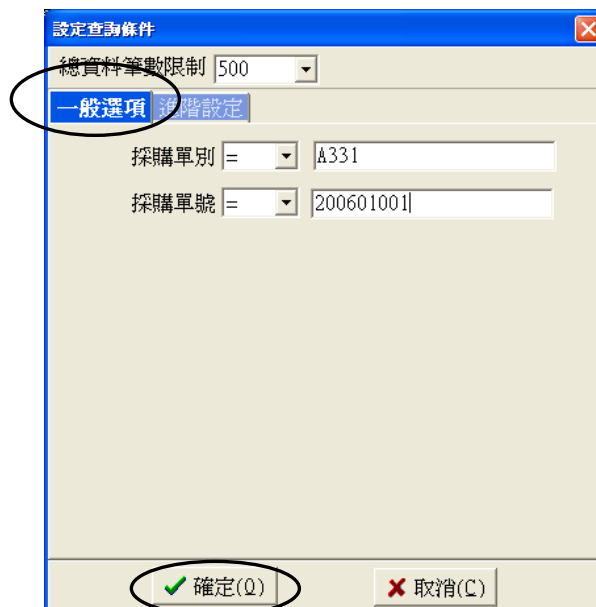 設定查詢條件
總資料筆數限制 500
一般選項 進階設定
採購單別 = A331
採購單號 = 200601001
確定(O) 取消(C)